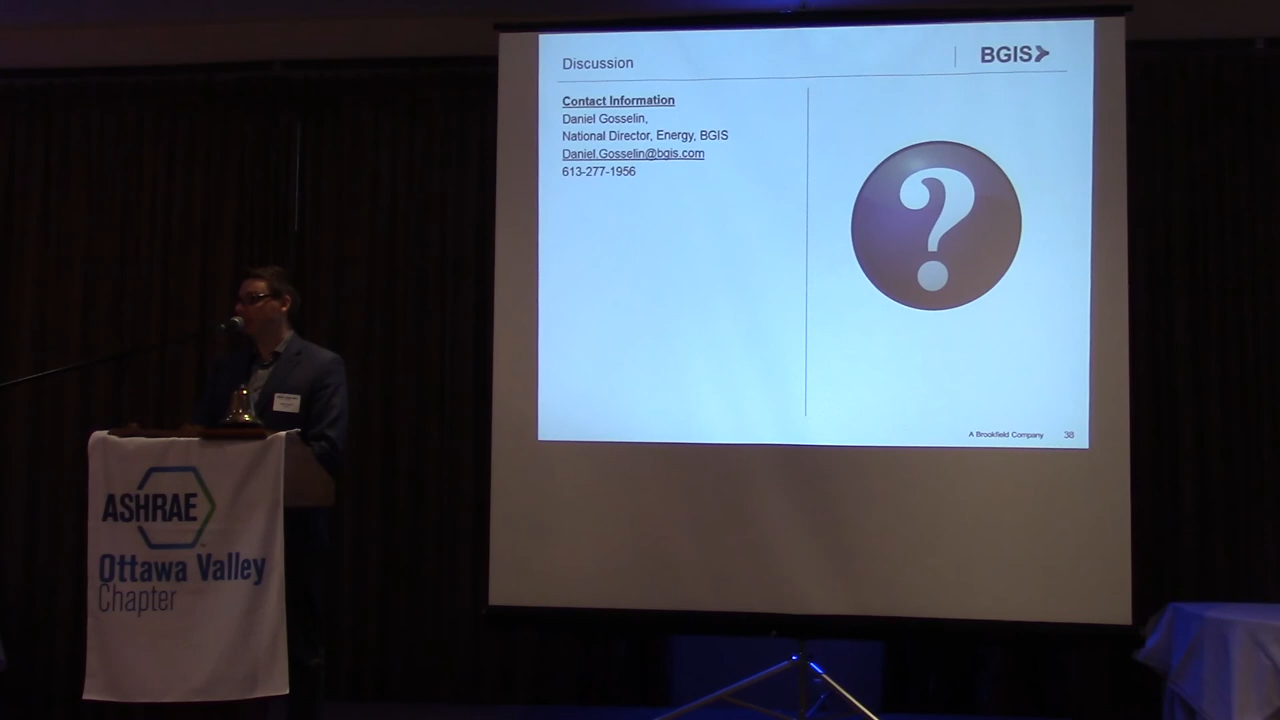 Discussion
BGIS
Contact Information
Daniel Gosselin,
National Director, Energy, BGIS
Daniel.Gosselin@bgis.com
613-277-1956
?
A Brookfield Company 38
ASHRAE
Ottawa Valley
Chapter